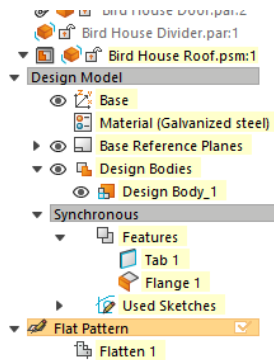 Bird House Door.par:2
Bird House Divider.par:1
Bird House Roof.psm:1
Design Model
Base
Material (Galvanized steel)
Base Reference Planes
Design Bodies
Design Body_1
Synchronous
Features
Tab 1
Flange 1
Used Sketches
Flat Pattern
Flatten 1